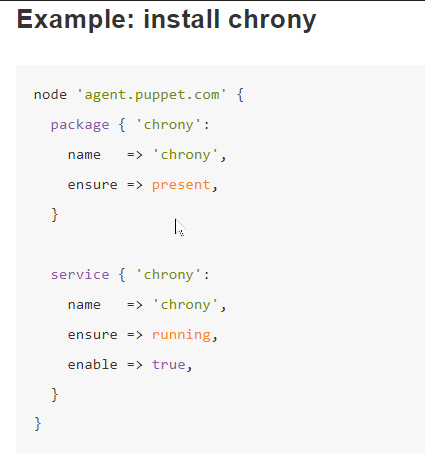 Example: install chrony
node 'agent.puppet.com' {
  package { 'chrony':
    name   => 'chrony',
    ensure => present,
  }
  service { 'chrony':
    name   => 'chrony',
    ensure => running,
    enable => true,
  }
}